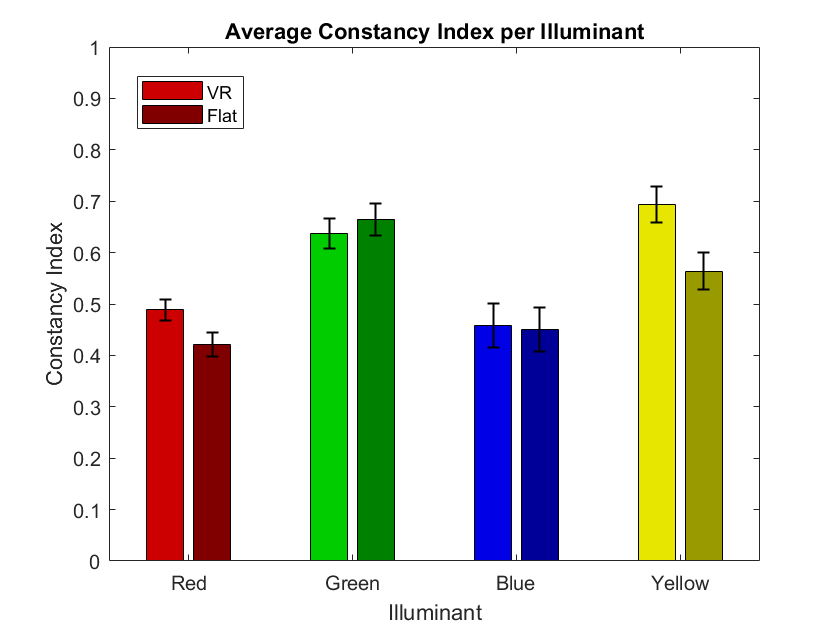 Average Constancy Index per Illuminant
VR
Flat
1
0.9
0.8
0.7
0.6
0.5
0.4
0.3
0.2
0.1
0
Constancy Index
Red Green Blue Yellow
Illuminant